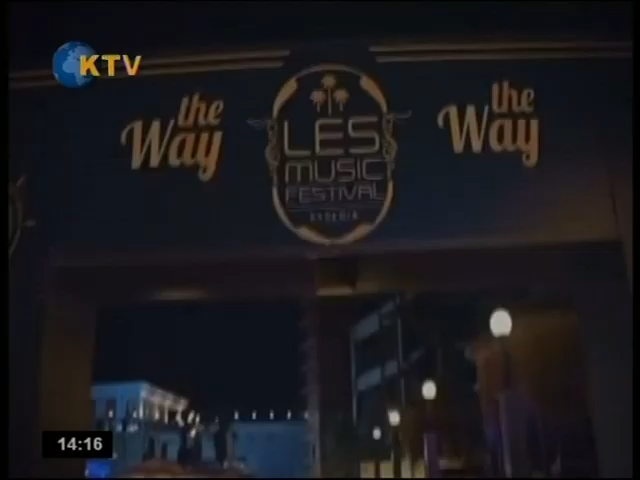 KTV
the
Way
LES
MUSIC
FESTIVAL
the
Way
14:16